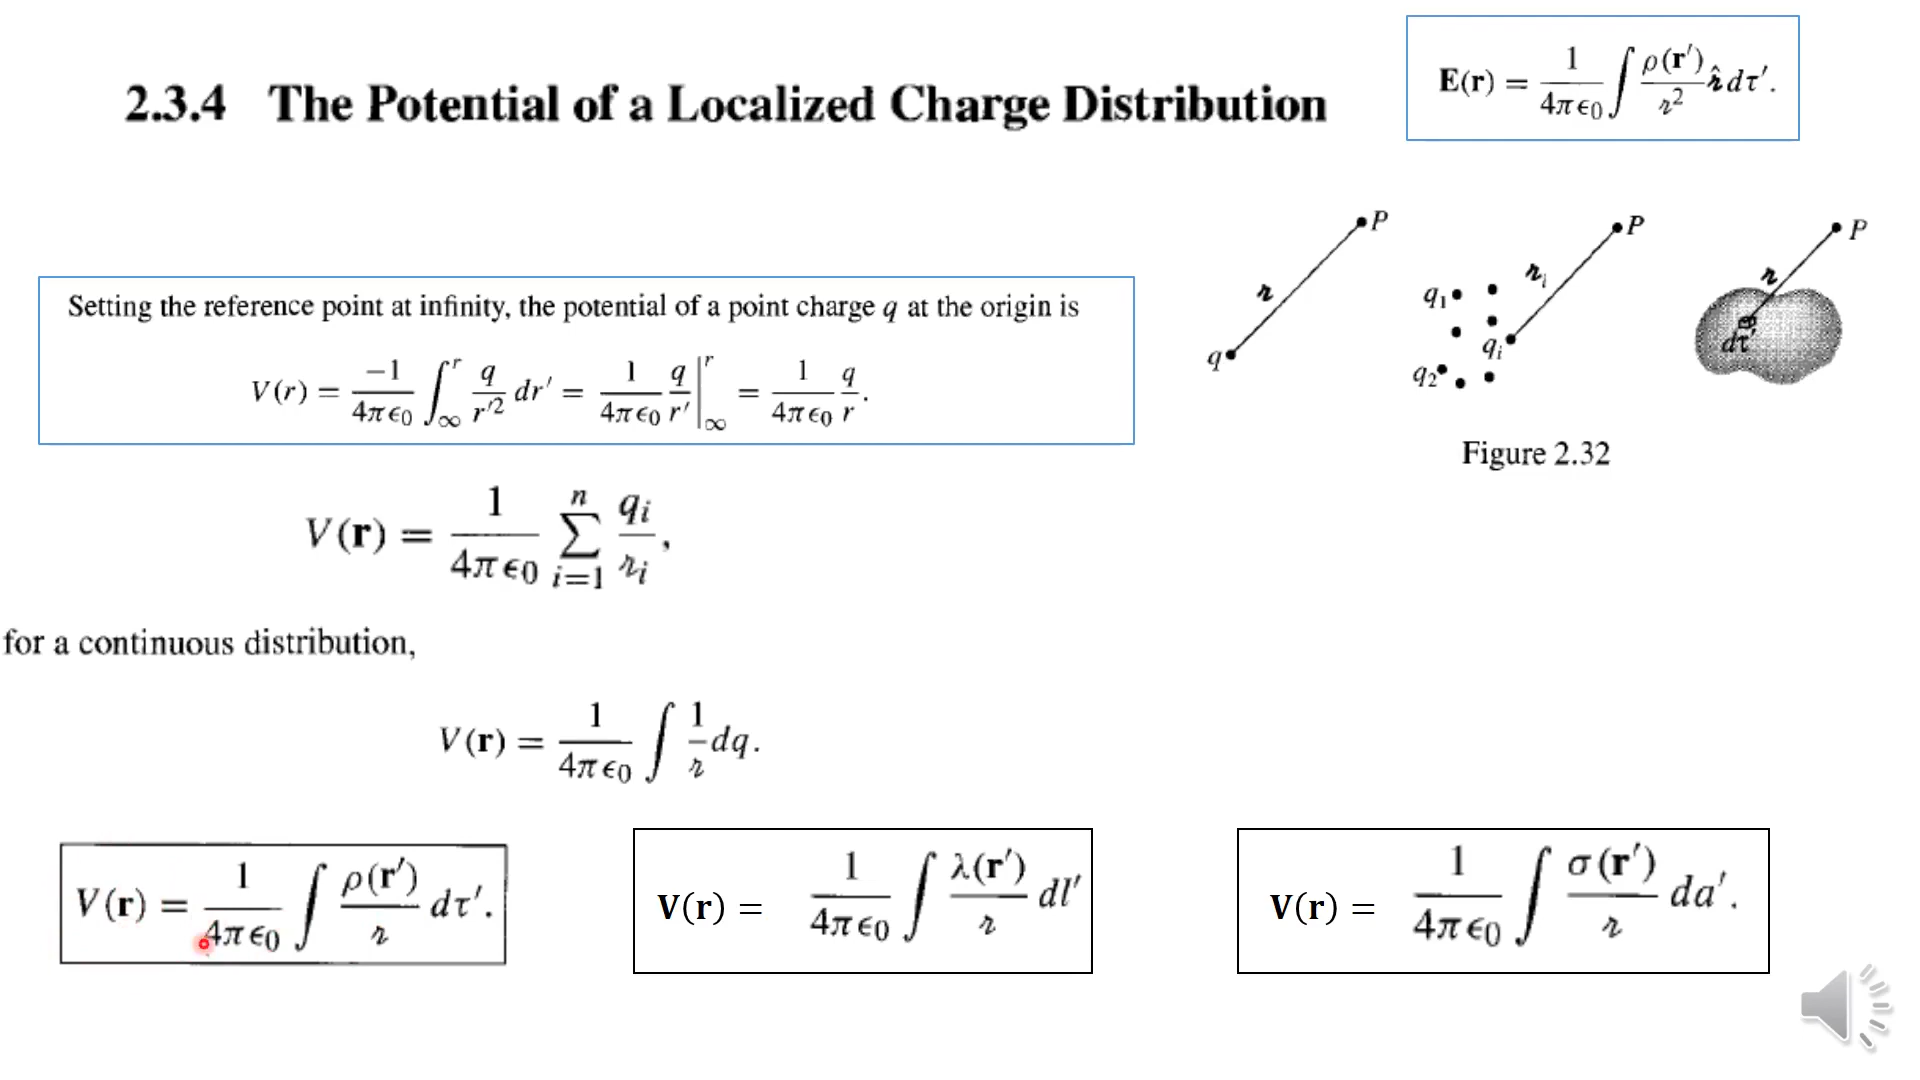 2.3.4 The Potential of a Localized Charge Distribution
E(r) = 1/4πϵ0 ∫ ρ(r′)/𝓇² 𝓇̂ dτ′.
Setting the reference point at infinity, the potential of a point charge q at the origin is
V(r) = −1/4πϵ0 ∫∞^r q/r′² dr′ = 1/4πϵ0 q/r′ |∞^r = 1/4πϵ0 q/r.
𝓇 P q
𝓇i P q1 qi q2
𝓇 P dτ′
Figure 2.32
V(r) = 1/4πϵ0 ∑i=1^n qi/𝓇i,
for a continuous distribution,
V(r) = 1/4πϵ0 ∫ 1/𝓇 dq.
V(r) = 1/4πϵ0 ∫ ρ(r′)/𝓇 dτ′.
V(r) = 1/4πϵ0 ∫ λ(r′)/𝓇 dl′
V(r) = 1/4πϵ0 ∫ σ(r′)/𝓇 da′.